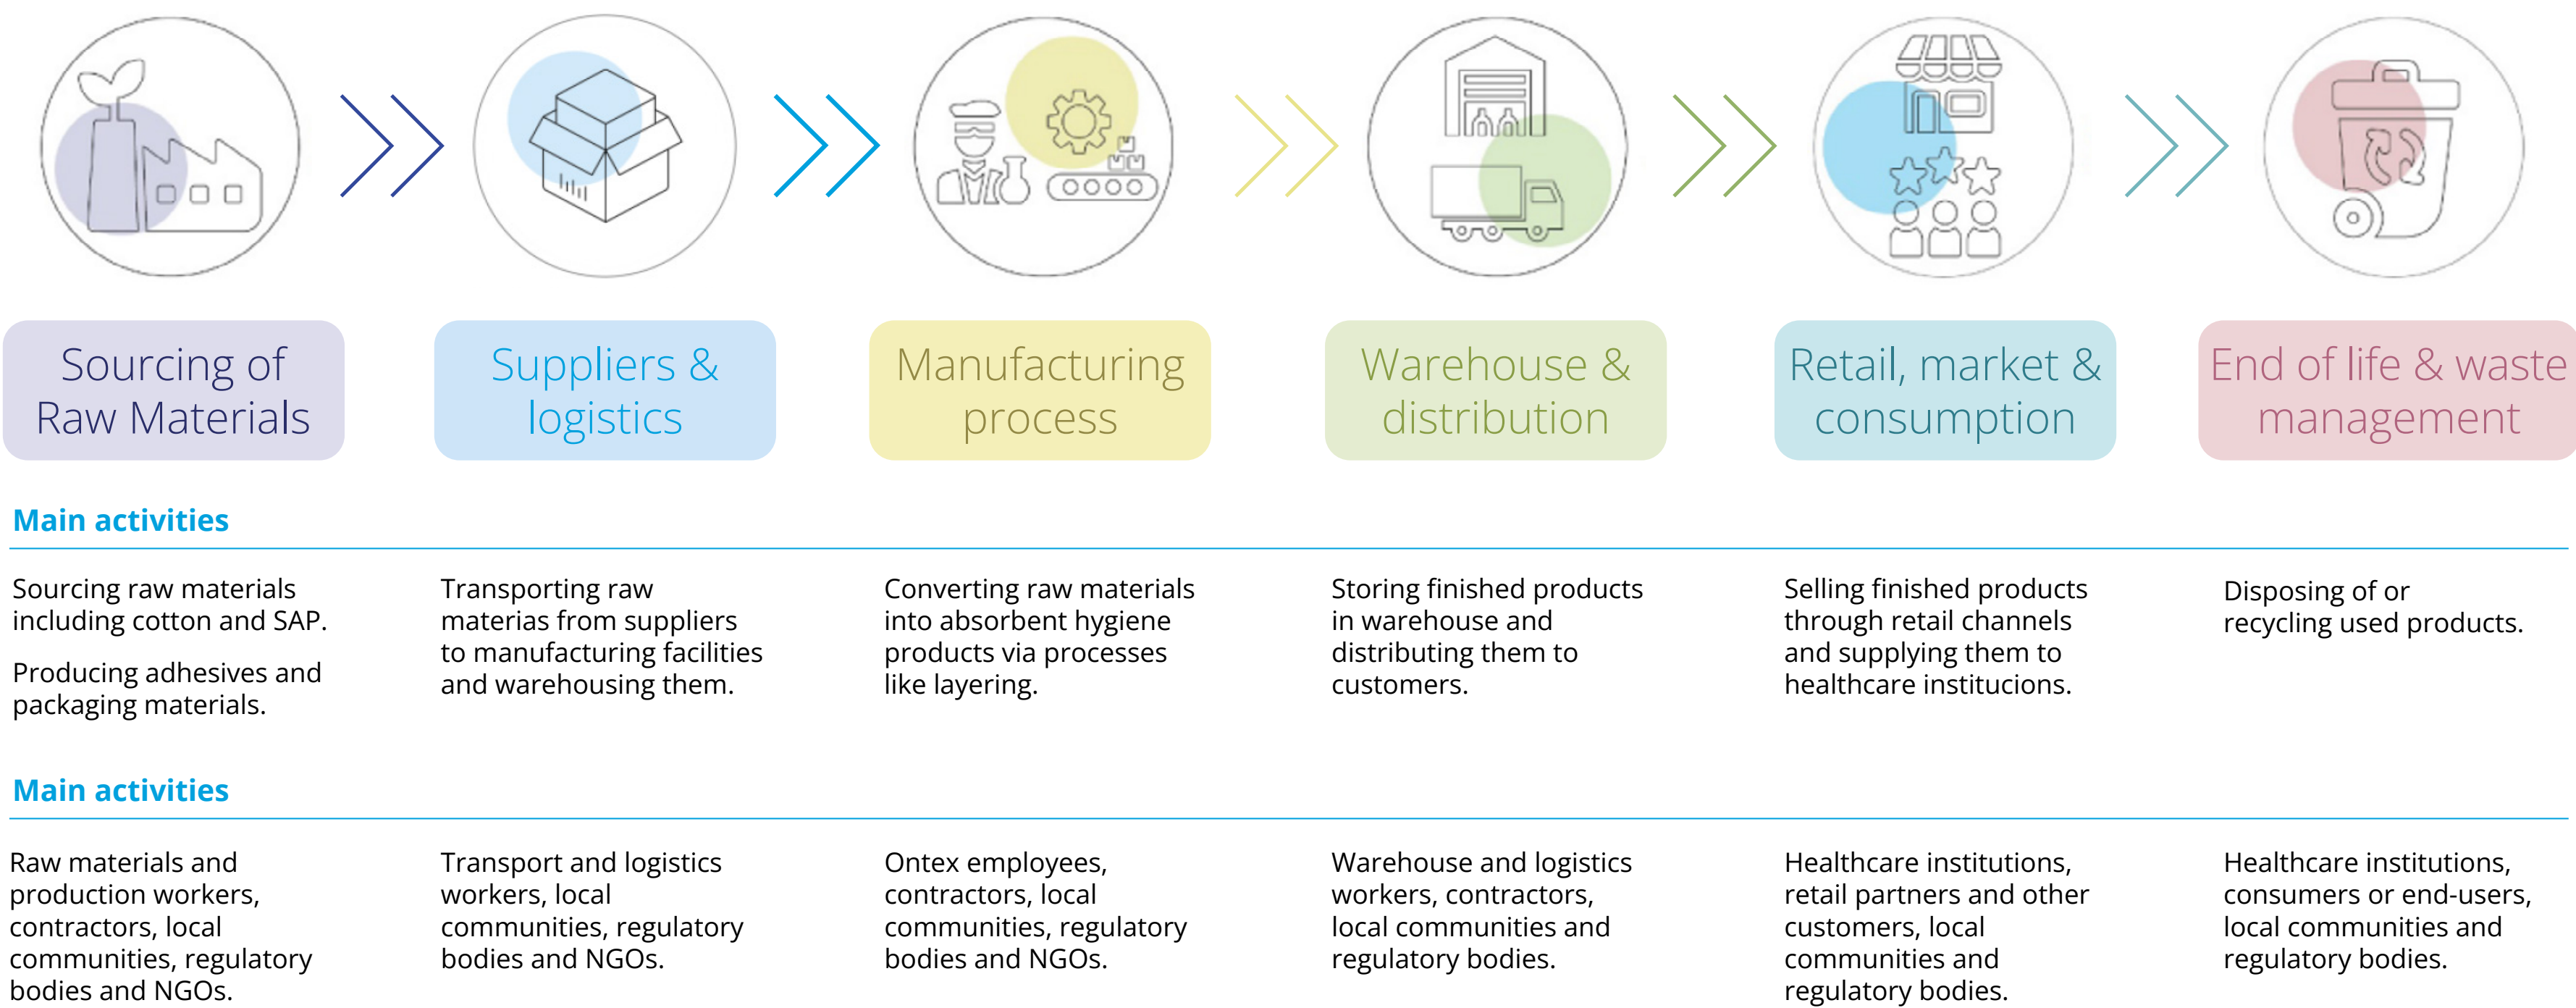 Sourcing of
Raw Materials
Suppliers &
logistics
Manufacturing
process
Warehouse &
distribution
Retail, market &
consumption
End of life & waste
management
Main activities
Sourcing raw materials
including cotton and SAP.
Producing adhesives and
packaging materials.
Transporting raw
materias from suppliers
to manufacturing facilities
and warehousing them.
Converting raw materials
into absorbent hygiene
products via processes
like layering.
Storing finished products
in warehouse and
distributing them to
customers.
Selling finished products
through retail channels
and supplying them to
healthcare institucions.
Disposing of or
recycling used products.
Main activities
Raw materials and
production workers,
contractors, local
communities, regulatory
bodies and NGOs.
Transport and logistics
workers, local
communities, regulatory
bodies and NGOs.
Ontex employees,
contractors, local
communities, regulatory
bodies and NGOs.
Warehouse and logistics
workers, contractors,
local communities and
regulatory bodies.
Healthcare institutions,
retail partners and other
customers, local
communities and
regulatory bodies.
Healthcare institutions,
consumers or end-users,
local communities and
regulatory bodies.